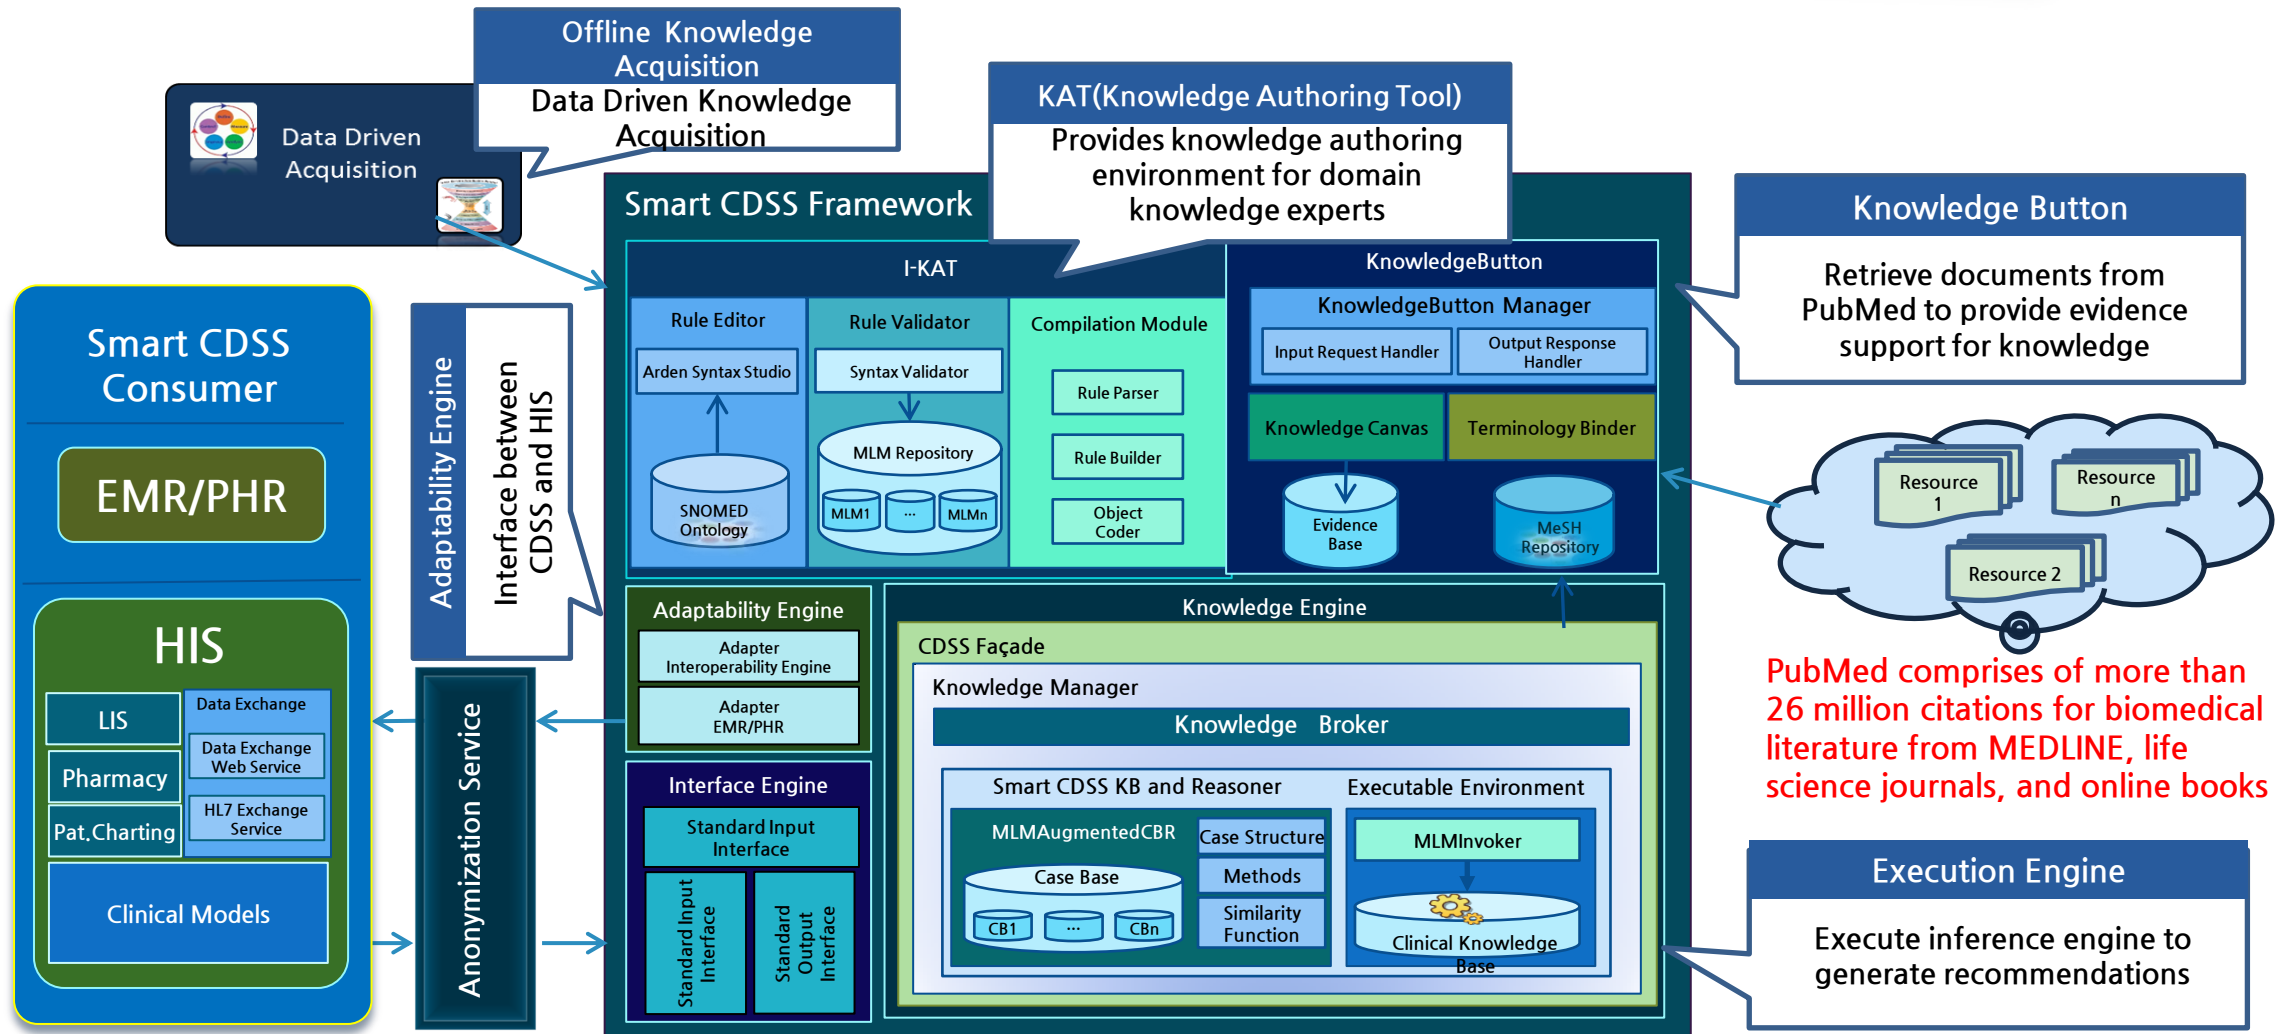 Offline Knowledge
Acquisition
Data Driven Knowledge
Acquisition
Data Driven
Acquisition
KAT(Knowledge Authoring Tool)
Provides knowledge authoring
environment for domain
knowledge experts
Smart CDSS Framework
Knowledge Button
Retrieve documents from
PubMed to provide evidence
support for knowledge
Smart CDSS
Consumer
EMR/PHR
HIS
LIS
Pharmacy
Pat.Charting
Data Exchange
Data Exchange
Web Service
HL7 Exchange
Service
Clinical Models
Adaptability Engine
Interface between
CDSS and HIS
Anonymization Service
I-KAT
Rule Editor
Arden Syntax Studio
SNOMED
Ontology
Rule Validator
Syntax Validator
MLM Repository
MLM1
...
MLMn
Compilation Module
Rule Parser
Rule Builder
Object
Coder
KnowledgeButton
KnowledgeButton Manager
Input Request Handler
Output Response
Handler
Knowledge Canvas
Terminology Binder
Evidence
Base
MeSH
Repository
Resource
1
Resource
n
Resource 2
PubMed comprises of more than
26 million citations for biomedical
literature from MEDLINE, life
science journals, and online books
Adaptability Engine
Adapter
Interoperability Engine
Adapter
EMR/PHR
Interface Engine
Standard Input
Interface
Standard Input
Interface
Standard
Output
Interface
Knowledge Engine
CDSS Façade
Knowledge Manager
Knowledge Broker
Smart CDSS KB and Reasoner
MLMAugmentedCBR
Case Base
CB1
...
CBn
Case Structure
Methods
Similarity
Function
Executable Environment
MLMInvoker
Clinical Knowledge
Base
Execution Engine
Execute inference engine to
generate recommendations